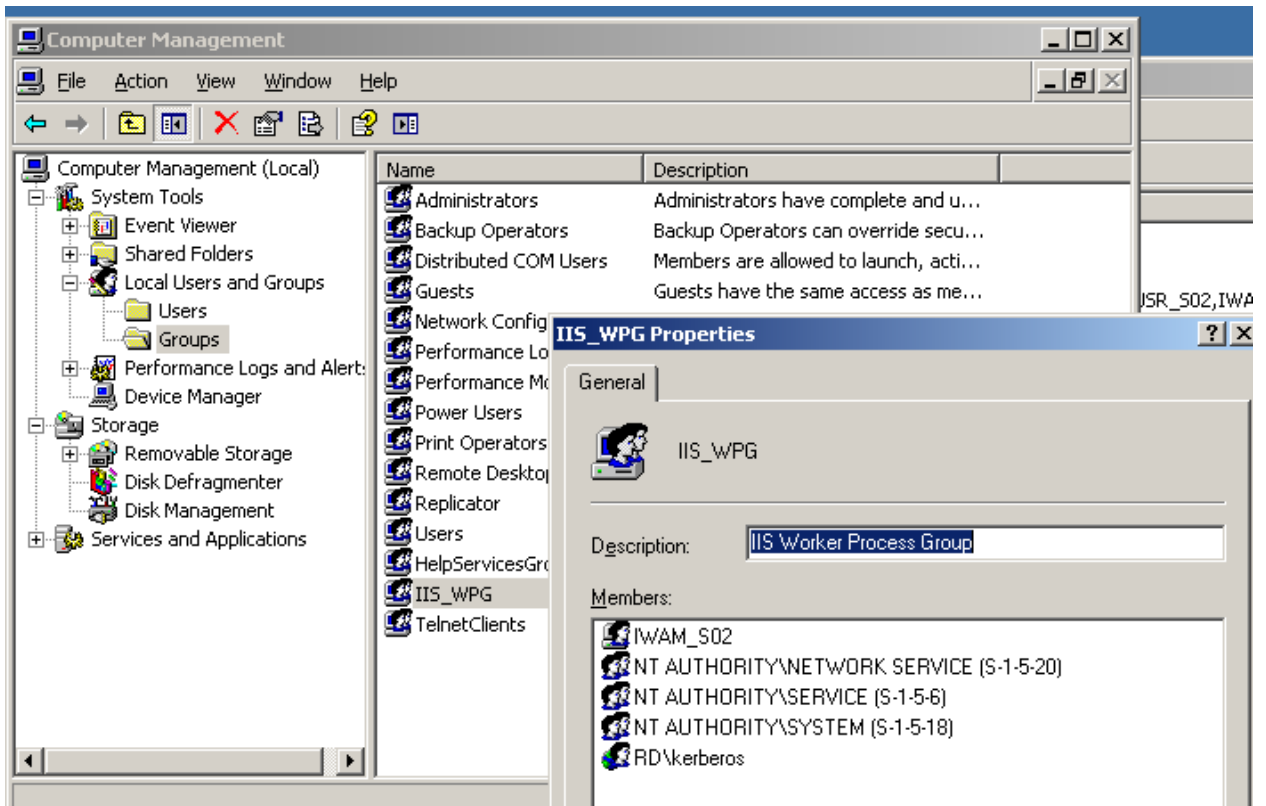 Computer Management
File Action View Window Help
Computer Management (Local)
System Tools
Event Viewer
Shared Folders
Local Users and Groups
Users
Groups
Performance Logs and Alert
Device Manager
Storage
Removable Storage
Disk Defragmenter
Disk Management
Services and Applications
Name Description
Administrators Administrators have complete and u...
Backup Operators Backup Operators can override secu...
Distributed COM Users Members are allowed to launch, acti...
Guests Guests have the same access as me...
Network Config
Performance Lo
Performance Mo
Power Users
Print Operators
Remote Desktop
Replicator
Users
HelpServicesGro
IIS_WPG
TelnetClients
JSR_S02,IWA
IIS_WPG Properties
General
IIS_WPG
Description: IIS Worker Process Group
Members:
IWAM_S02
NT AUTHORITY\NETWORK SERVICE (S-1-5-20)
NT AUTHORITY\SERVICE (S-1-5-6)
NT AUTHORITY\SYSTEM (S-1-5-18)
RD\kerberos